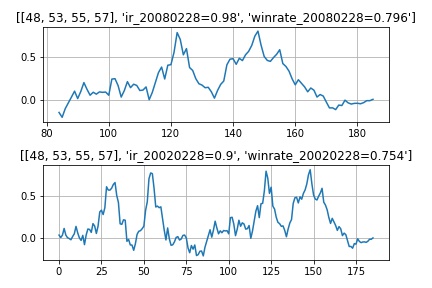 [[48, 53, 55, 57], 'ir_20080228=0.98', 'winrate_20080228=0.796']
0.5
0.0
80 100 120 140 160 180
[[48, 53, 55, 57], 'ir_20020228=0.9', 'winrate_20020228=0.754']
0.5
0.0
0 25 50 75 100 125 150 175